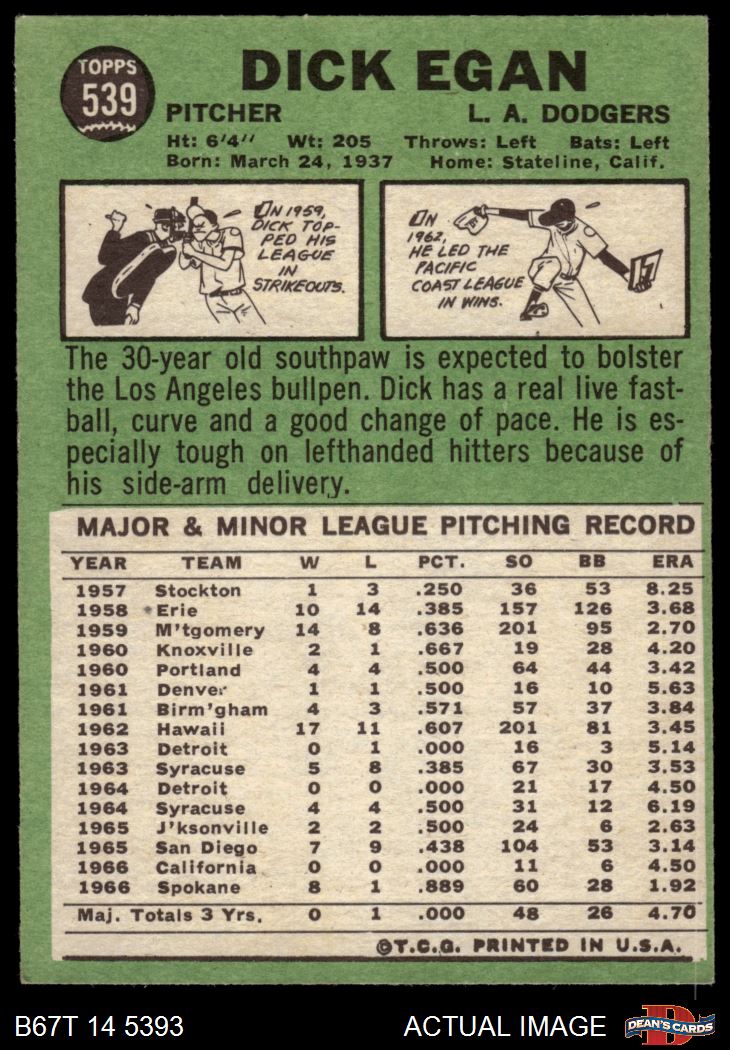 TOPPS
539
DICK EGAN
PITCHER L. A. DODGERS
Ht: 6'4" Wt: 205 Throws: Left Bats: Left
Born: March 24, 1937 Home: Stateline, Calif.
IN 1959,
DICK TOP-
PED HIS
LEAGUE
IN
STRIKEOUTS.
IN
1962,
HE LED THE
PACIFIC
COAST LEAGUE
IN WINS.
17
The 30-year old southpaw is expected to bolster
the Los Angeles bullpen. Dick has a real live fast-
ball, curve and a good change of pace. He is es-
pecially tough on lefthanded hitters because of
his side-arm delivery.
MAJOR & MINOR LEAGUE PITCHING RECORD
YEAR TEAM W L PCT. SO BB ERA
1957 Stockton 1 3 .250 36 53 8.25
1958 Erie 10 14 .385 157 126 3.68
1959 M'tgomery 14 8 .636 201 95 2.70
1960 Knoxville 2 1 .667 19 28 4.20
1960 Portland 4 4 .500 64 44 3.42
1961 Denver 1 1 .500 16 10 5.63
1961 Birm'gham 4 3 .571 57 37 3.84
1962 Hawaii 17 11 .607 201 81 3.45
1963 Detroit 0 1 .000 16 3 5.14
1963 Syracuse 5 8 .385 67 30 3.53
1964 Detroit 0 0 .000 21 17 4.50
1964 Syracuse 4 4 .500 31 12 6.19
1965 J'ksonville 2 2 .500 24 6 2.63
1965 San Diego 7 9 .438 104 53 3.14
1966 California 0 0 .000 11 6 4.50
1966 Spokane 8 1 .889 60 28 1.92
Maj. Totals 3 Yrs. 0 1 .000 48 26 4.70
©T.C.G. PRINTED IN U.S.A.
B67T 14 5393 ACTUAL IMAGE D DEAN'S CARDS